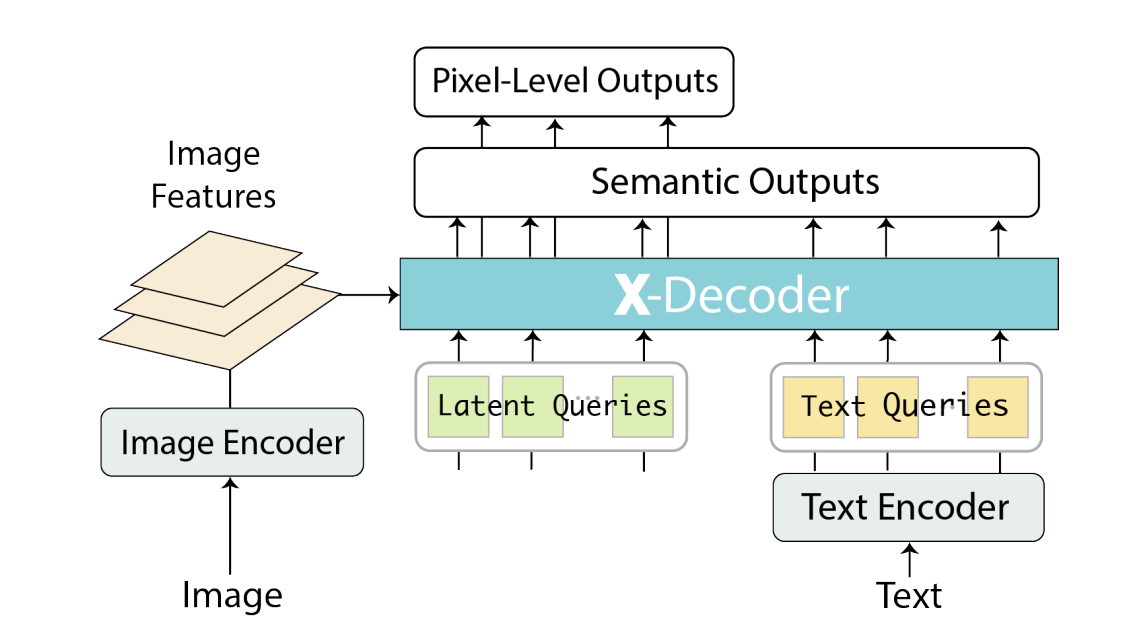 Pixel-Level Outputs
Semantic Outputs
Image
Features
X-Decoder
Latent Queries
Text Queries
Image Encoder
Text Encoder
Image
Text